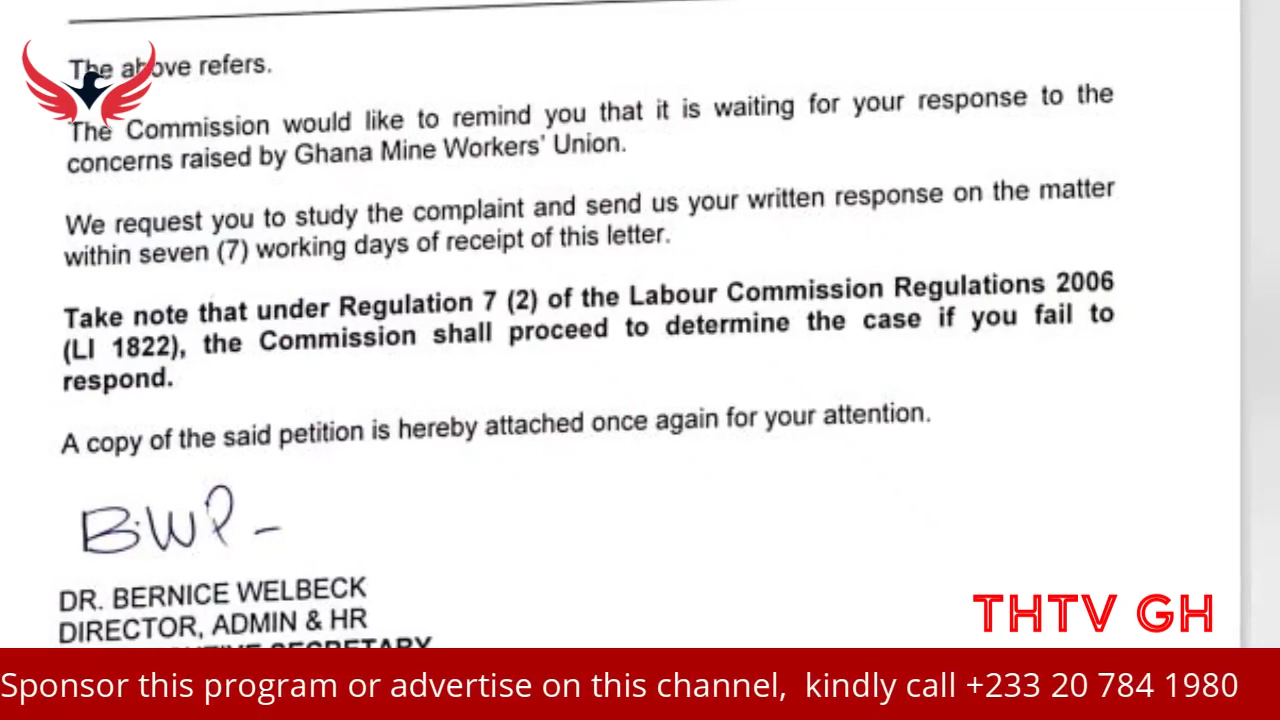 The above refers.
The Commission would like to remind you that it is waiting for your response to the
concerns raised by Ghana Mine Workers' Union.
We request you to study the complaint and send us your written response on the matter
within seven (7) working days of receipt of this letter.
Take note that under Regulation 7 (2) of the Labour Commission Regulations 2006
(LI 1822), the Commission shall proceed to determine the case if you fail to
respond.
A copy of the said petition is hereby attached once again for your attention.
DR. BERNICE WELBECK
DIRECTOR, ADMIN & HR
SECRETARY
THTV GH
Sponsor this program or advertise on this channel, kindly call +233 20 784 1980